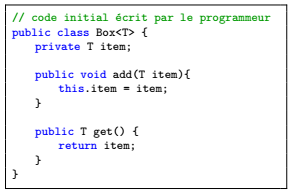 // code initial écrit par le programmeur
public class Box<T> {
    private T item;

    public void add(T item){
        this.item = item;
    }

    public T get() {
        return item;
    }
}